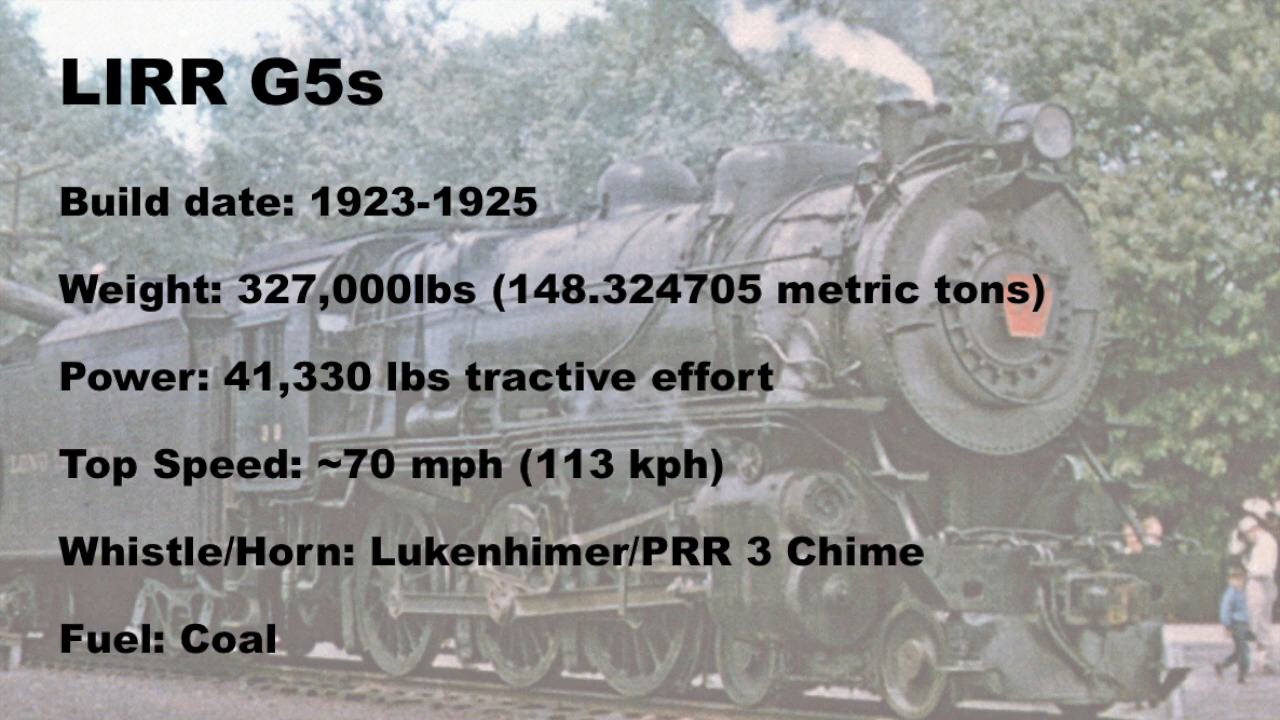 LIRR G5s
Build date: 1923-1925
Weight: 327,000lbs (148.324705 metric tons)
Power: 41,330 lbs tractive effort
Top Speed: ~70 mph (113 kph)
Whistle/Horn: Lukenhimer/PRR 3 Chime
Fuel: Coal